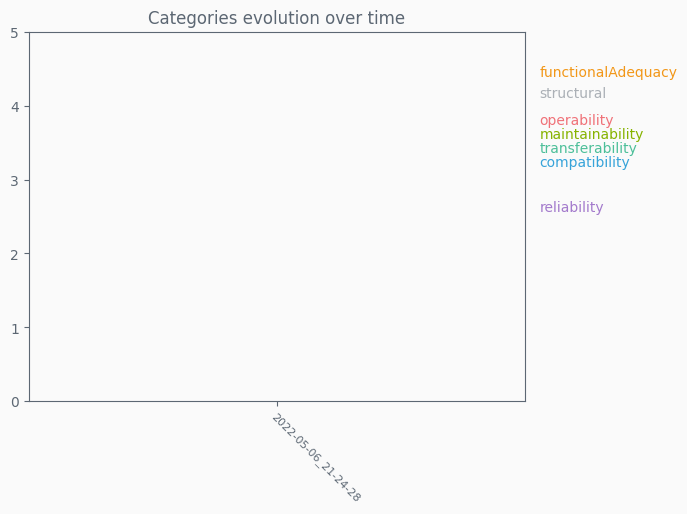 Categories evolution over time
5
4
3
2
1
0
functionalAdequacy
structural
operability
maintainability
transferability
compatibility
reliability
2022-05-06_21-24-28